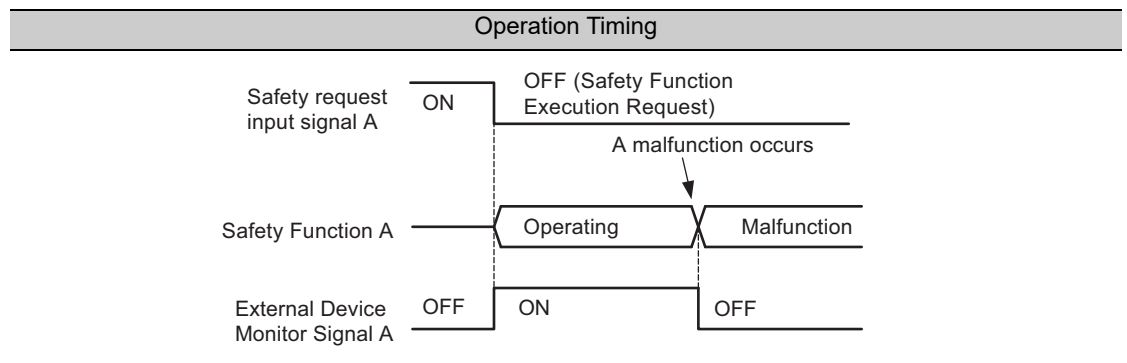 Operation Timing
Safety request
input signal A
ON
OFF (Safety Function
Execution Request)
A malfunction occurs
Safety Function A
Operating
Malfunction
External Device
Monitor Signal A
OFF
ON
OFF